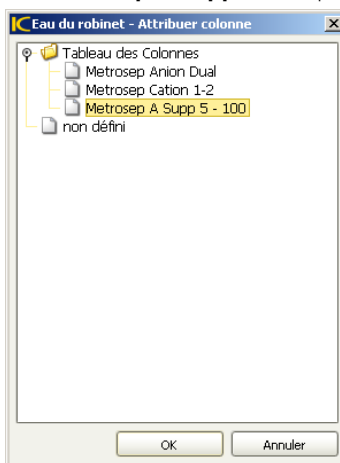 IC Eau du robinet - Attribuer colonne
Tableau des Colonnes
Metrosep Anion Dual
Metrosep Cation 1-2
Metrosep A Supp 5 - 100
non défini
OK Annuler